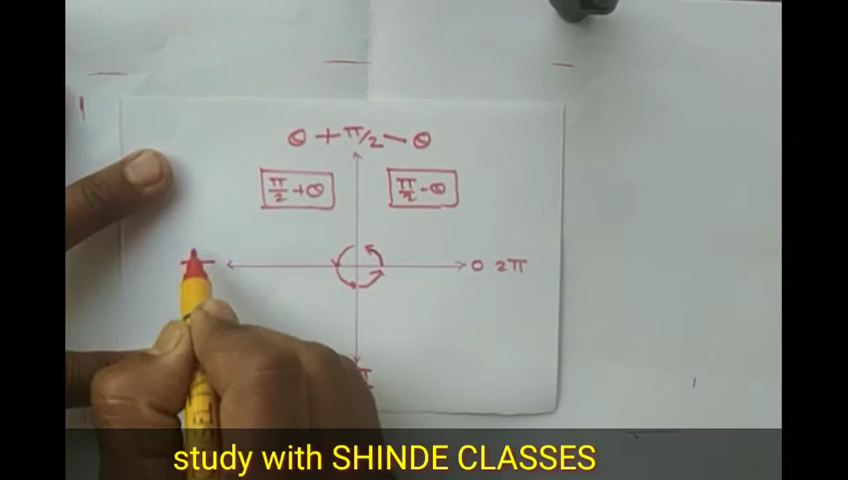 θ + π/2 - θ
π/2 + θ
π/2 - θ
0 2π
study with SHINDE CLASSES